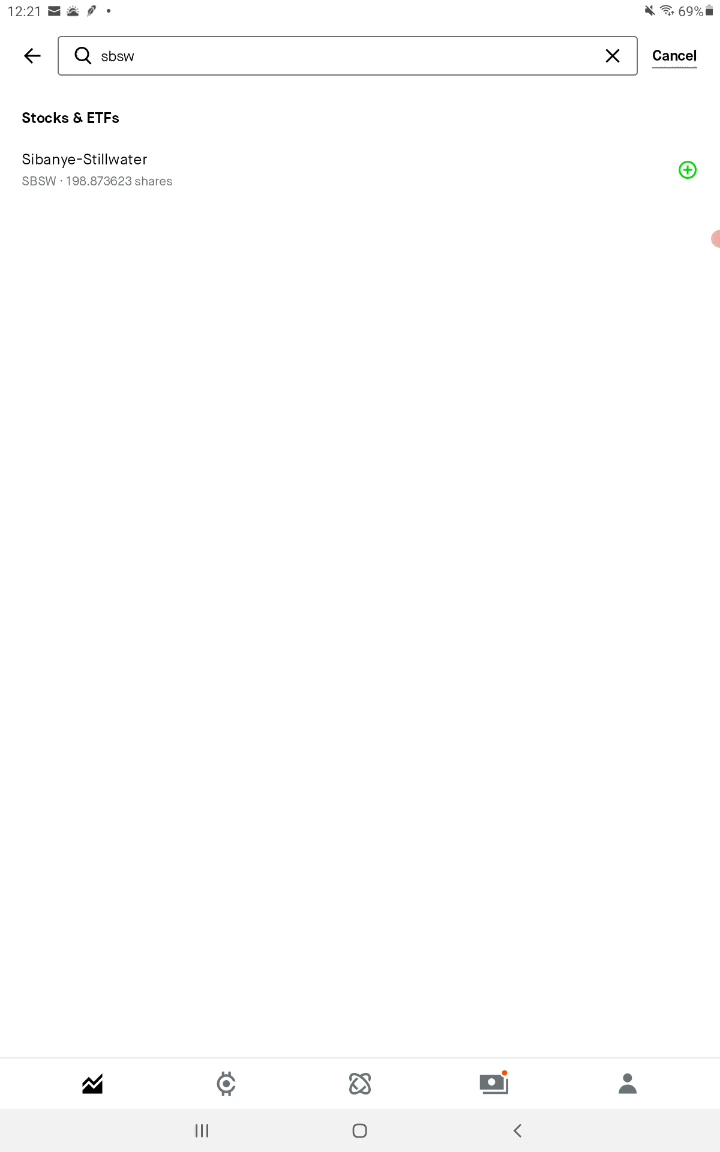 12:21
69%
sbsw
Cancel
Stocks & ETFs
Sibanye-Stillwater
SBSW · 198.873623 shares